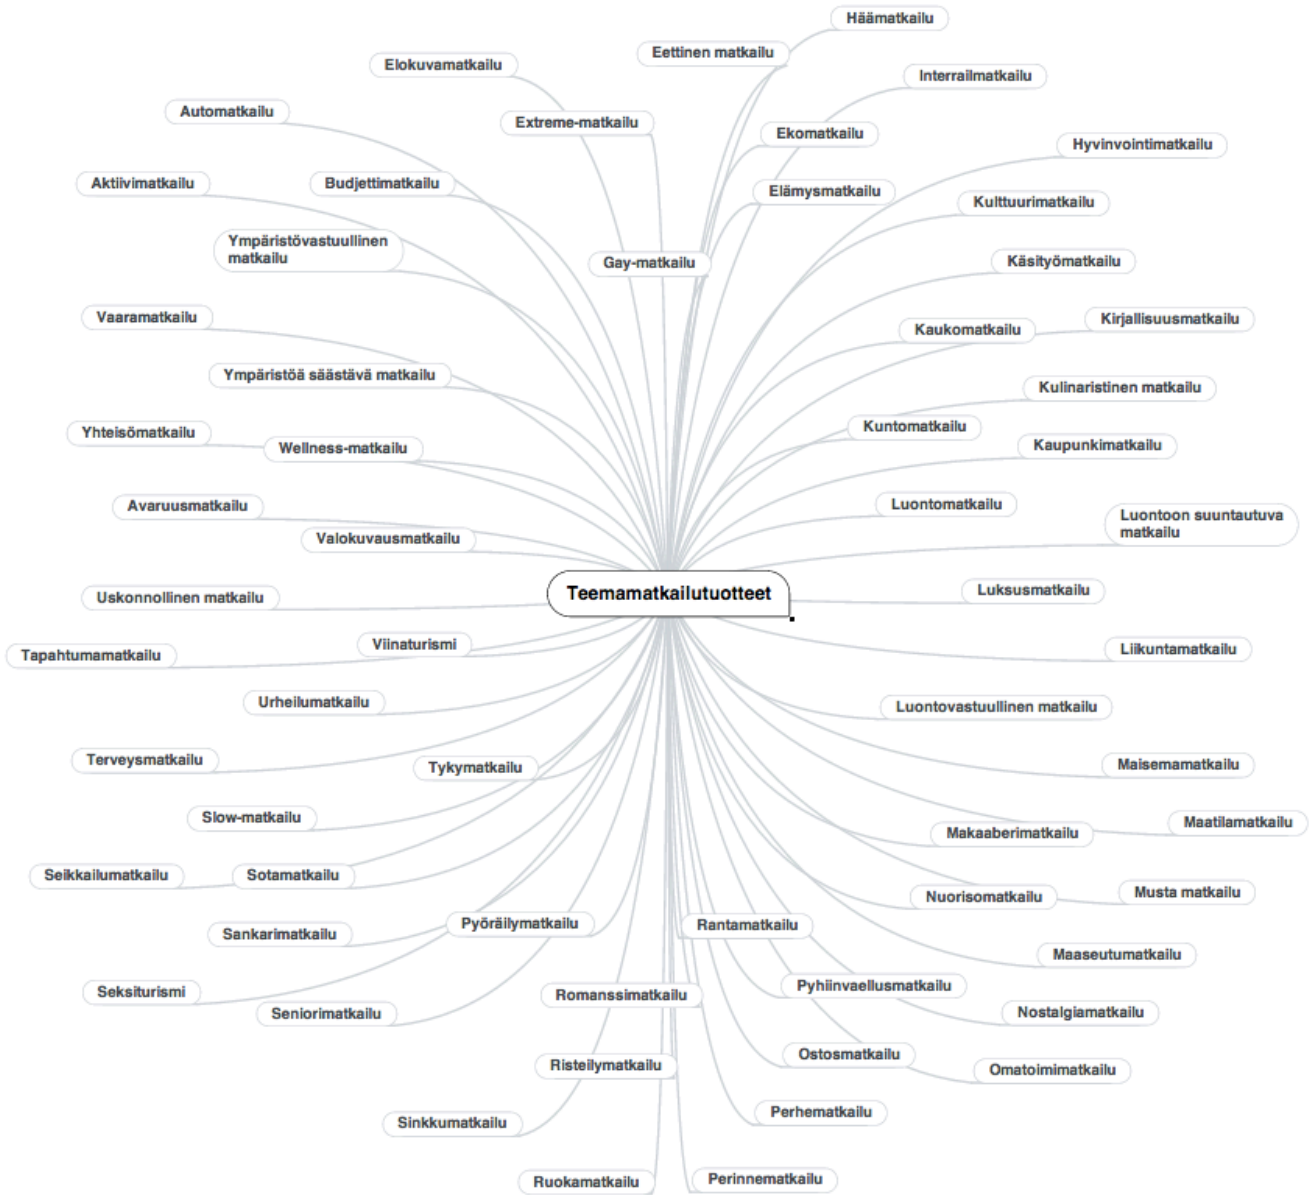 Häämatkailu
Eettinen matkailu
Elokuvamatkailu
Interrailmatkailu
Automatkailu
Extreme-matkailu
Ekomatkailu
Hyvinvointimatkailu
Aktiivimatkailu
Budjettimatkailu
Elämysmatkailu
Kulttuurimatkailu
Ympäristövastuullinen
matkailu
Gay-matkailu
Käsityömatkailu
Vaaramatkailu
Kaukomatkailu
Kirjallisuusmatkailu
Ympäristöä säästävä matkailu
Kulinaristinen matkailu
Yhteisömatkailu
Wellness-matkailu
Kuntomatkailu
Kaupunkimatkailu
Avaruusmatkailu
Luontomatkailu
Luontoon suuntautuva
matkailu
Valokuvausmatkailu
Uskonnollinen matkailu
Teemamatkailutuotteet
Luksusmatkailu
Tapahtumamatkailu
Viinaturismi
Liikuntamatkailu
Urheilumatkailu
Luontovastuullinen matkailu
Terveysmatkailu
Tykymatkailu
Maisemamatkailu
Slow-matkailu
Makaaberimatkailu
Maatilamatkailu
Seikkailumatkailu
Sotamatkailu
Nuorisomatkailu
Musta matkailu
Sankarimatkailu
Pyöräilymatkailu
Rantamatkailu
Maaseutumatkailu
Seksiturismi
Seniorimatkailu
Romanssimatkailu
Pyhiinvaellusmatkailu
Nostalgiamatkailu
Risteilymatkailu
Ostosmatkailu
Omatoimimatkailu
Sinkkumatkailu
Perhematkailu
Ruokamatkailu
Perinnematkailu